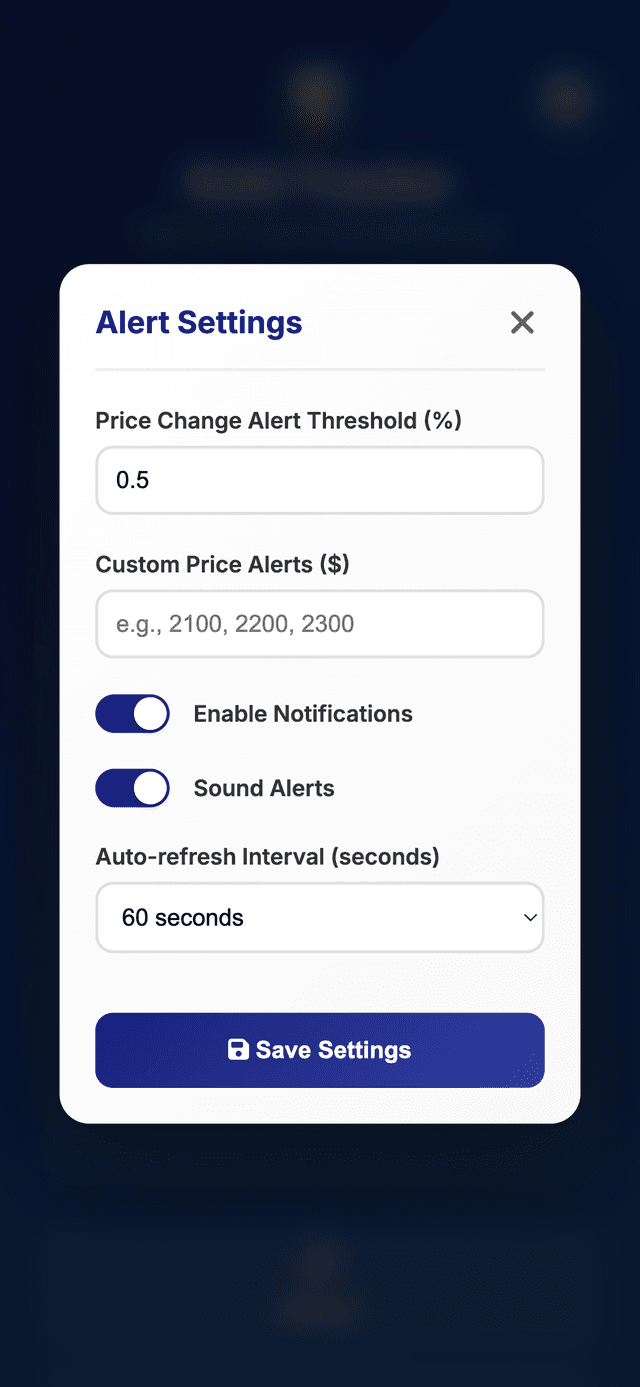 Alert Settings
Price Change Alert Threshold (%)
0.5
Custom Price Alerts ($)
e.g., 2100, 2200, 2300
Enable Notifications
Sound Alerts
Auto-refresh Interval (seconds)
60 seconds
Save Settings